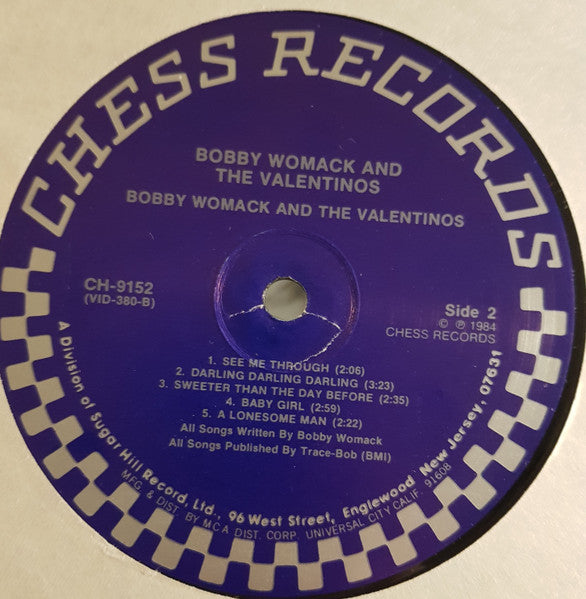 CHESS RECORDS
BOBBY WOMACK AND
THE VALENTINOS
BOBBY WOMACK AND THE VALENTINOS
CH-9152
(VID-380-B)
Side 2
© ℗ 1984
CHESS RECORDS
1. SEE ME THROUGH (2:06)
2. DARLING DARLING DARLING (3:23)
3. SWEETER THAN THE DAY BEFORE (2:35)
4. BABY GIRL (2:59)
5. A LONESOME MAN (2:22)
All Songs Written By Bobby Womack
All Songs Published By Trace-Bob (BMI)
A Division of Sugar Hill Record, Ltd., 96 West Street, Englewood New Jersey, 07631
MFG. & DIST. BY MCA DIST. CORP. UNIVERSAL CITY CALIF. 91608